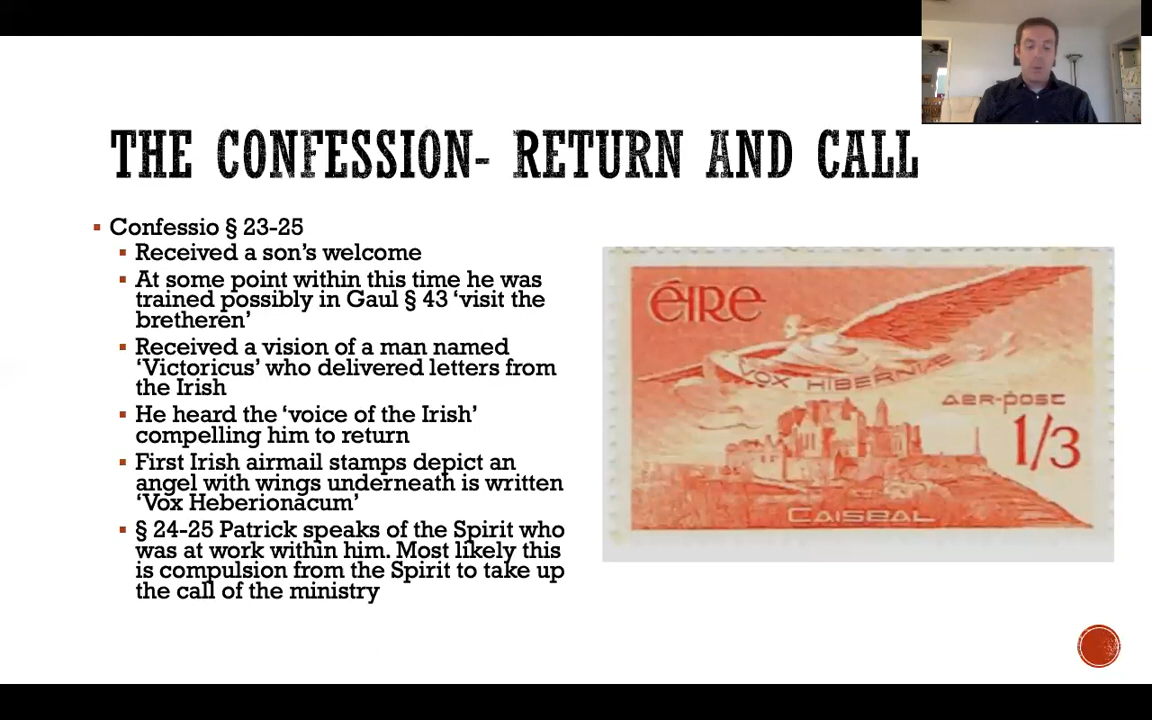 THE CONFESSION- RETURN AND CALL
Confessio § 23-25
Received a son's welcome
At some point within this time he was
trained possibly in Gaul § 43 'visit the
bretheren'
Received a vision of a man named
'Victoricus' who delivered letters from
the Irish
He heard the 'voice of the Irish'
compelling him to return
First Irish airmail stamps depict an
angel with wings underneath is written
'Vox Heberionacum'
§ 24-25 Patrick speaks of the Spirit who
was at work within him. Most likely this
is compulsion from the Spirit to take up
the call of the ministry
éIRe
VOX HIBERNIAE
AER-POST
1/3
CAISEAL